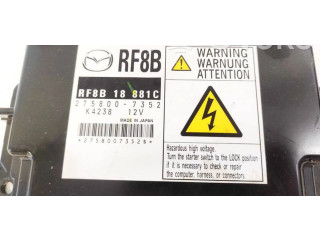 RF8B
RF8B 18 881C
275800-7352
K4238 12V
MADE IN JAPAN
*2758007352*
WARNING
WARNUNG
ATTENTION
Hazardous high voltage.
Turn the starter switch to the LOCK position
if it is necessary to check or repair
the computer, harness, or connectors.